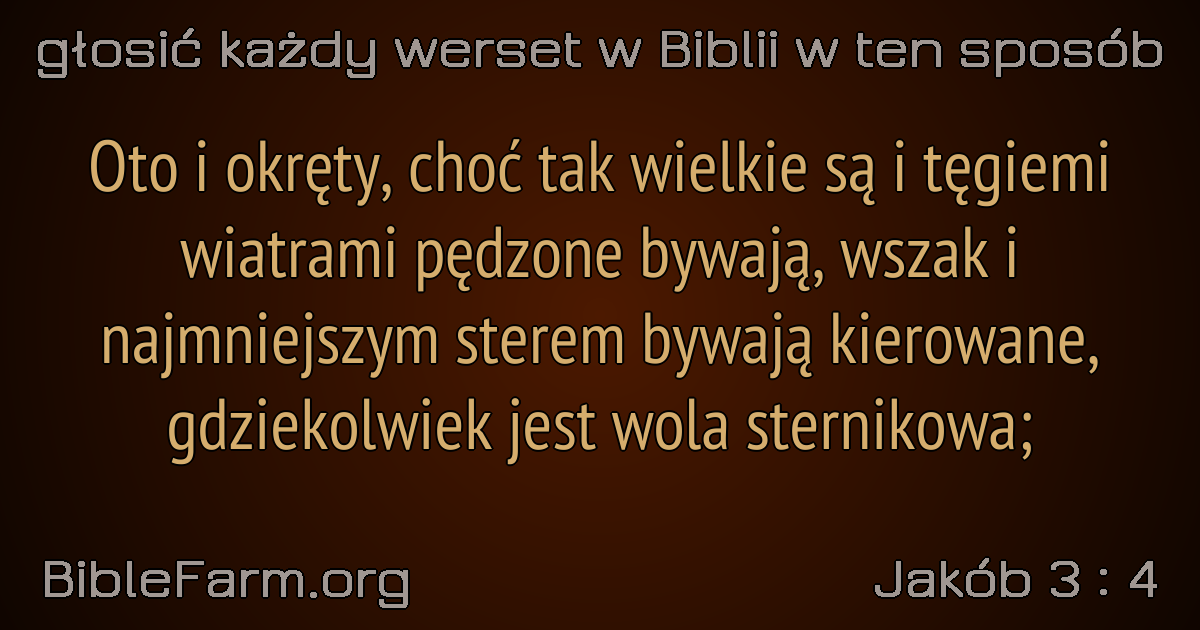 głosić każdy werset w Biblii w ten sposób
Oto i okręty, choć tak wielkie są i tęgiemi
wiatrami pędzone bywają, wszak i
najmniejszym sterem bywają kierowane,
gdziekolwiek jest wola sternikowa;
BibleFarm.org
Jakób 3 : 4